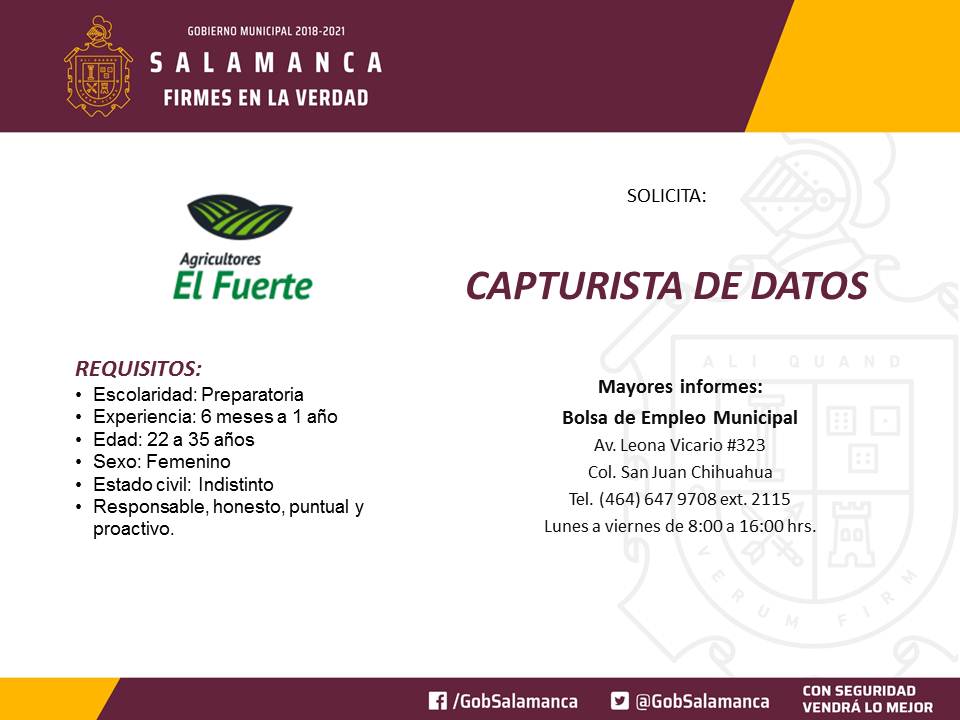 GOBIERNO MUNICIPAL 2018-2021
SALAMANCA
FIRMES EN LA VERDAD
Agricultores
El Fuerte
SOLICITA:
CAPTURISTA DE DATOS
REQUISITOS:
• Escolaridad: Preparatoria
• Experiencia: 6 meses a 1 año
• Edad: 22 a 35 años
• Sexo: Femenino
• Estado civil: Indistinto
• Responsable, honesto, puntual y
proactivo.
Mayores informes:
Bolsa de Empleo Municipal
Av. Leona Vicario #323
Col. San Juan Chihuahua
Tel. (464) 647 9708 ext. 2115
Lunes a viernes de 8:00 a 16:00 hrs.
ALI QUAND
VERUM FIRM
/GobSalamanca
@GobSalamanca
CON SEGURIDAD
VENDRÁ LO MEJOR